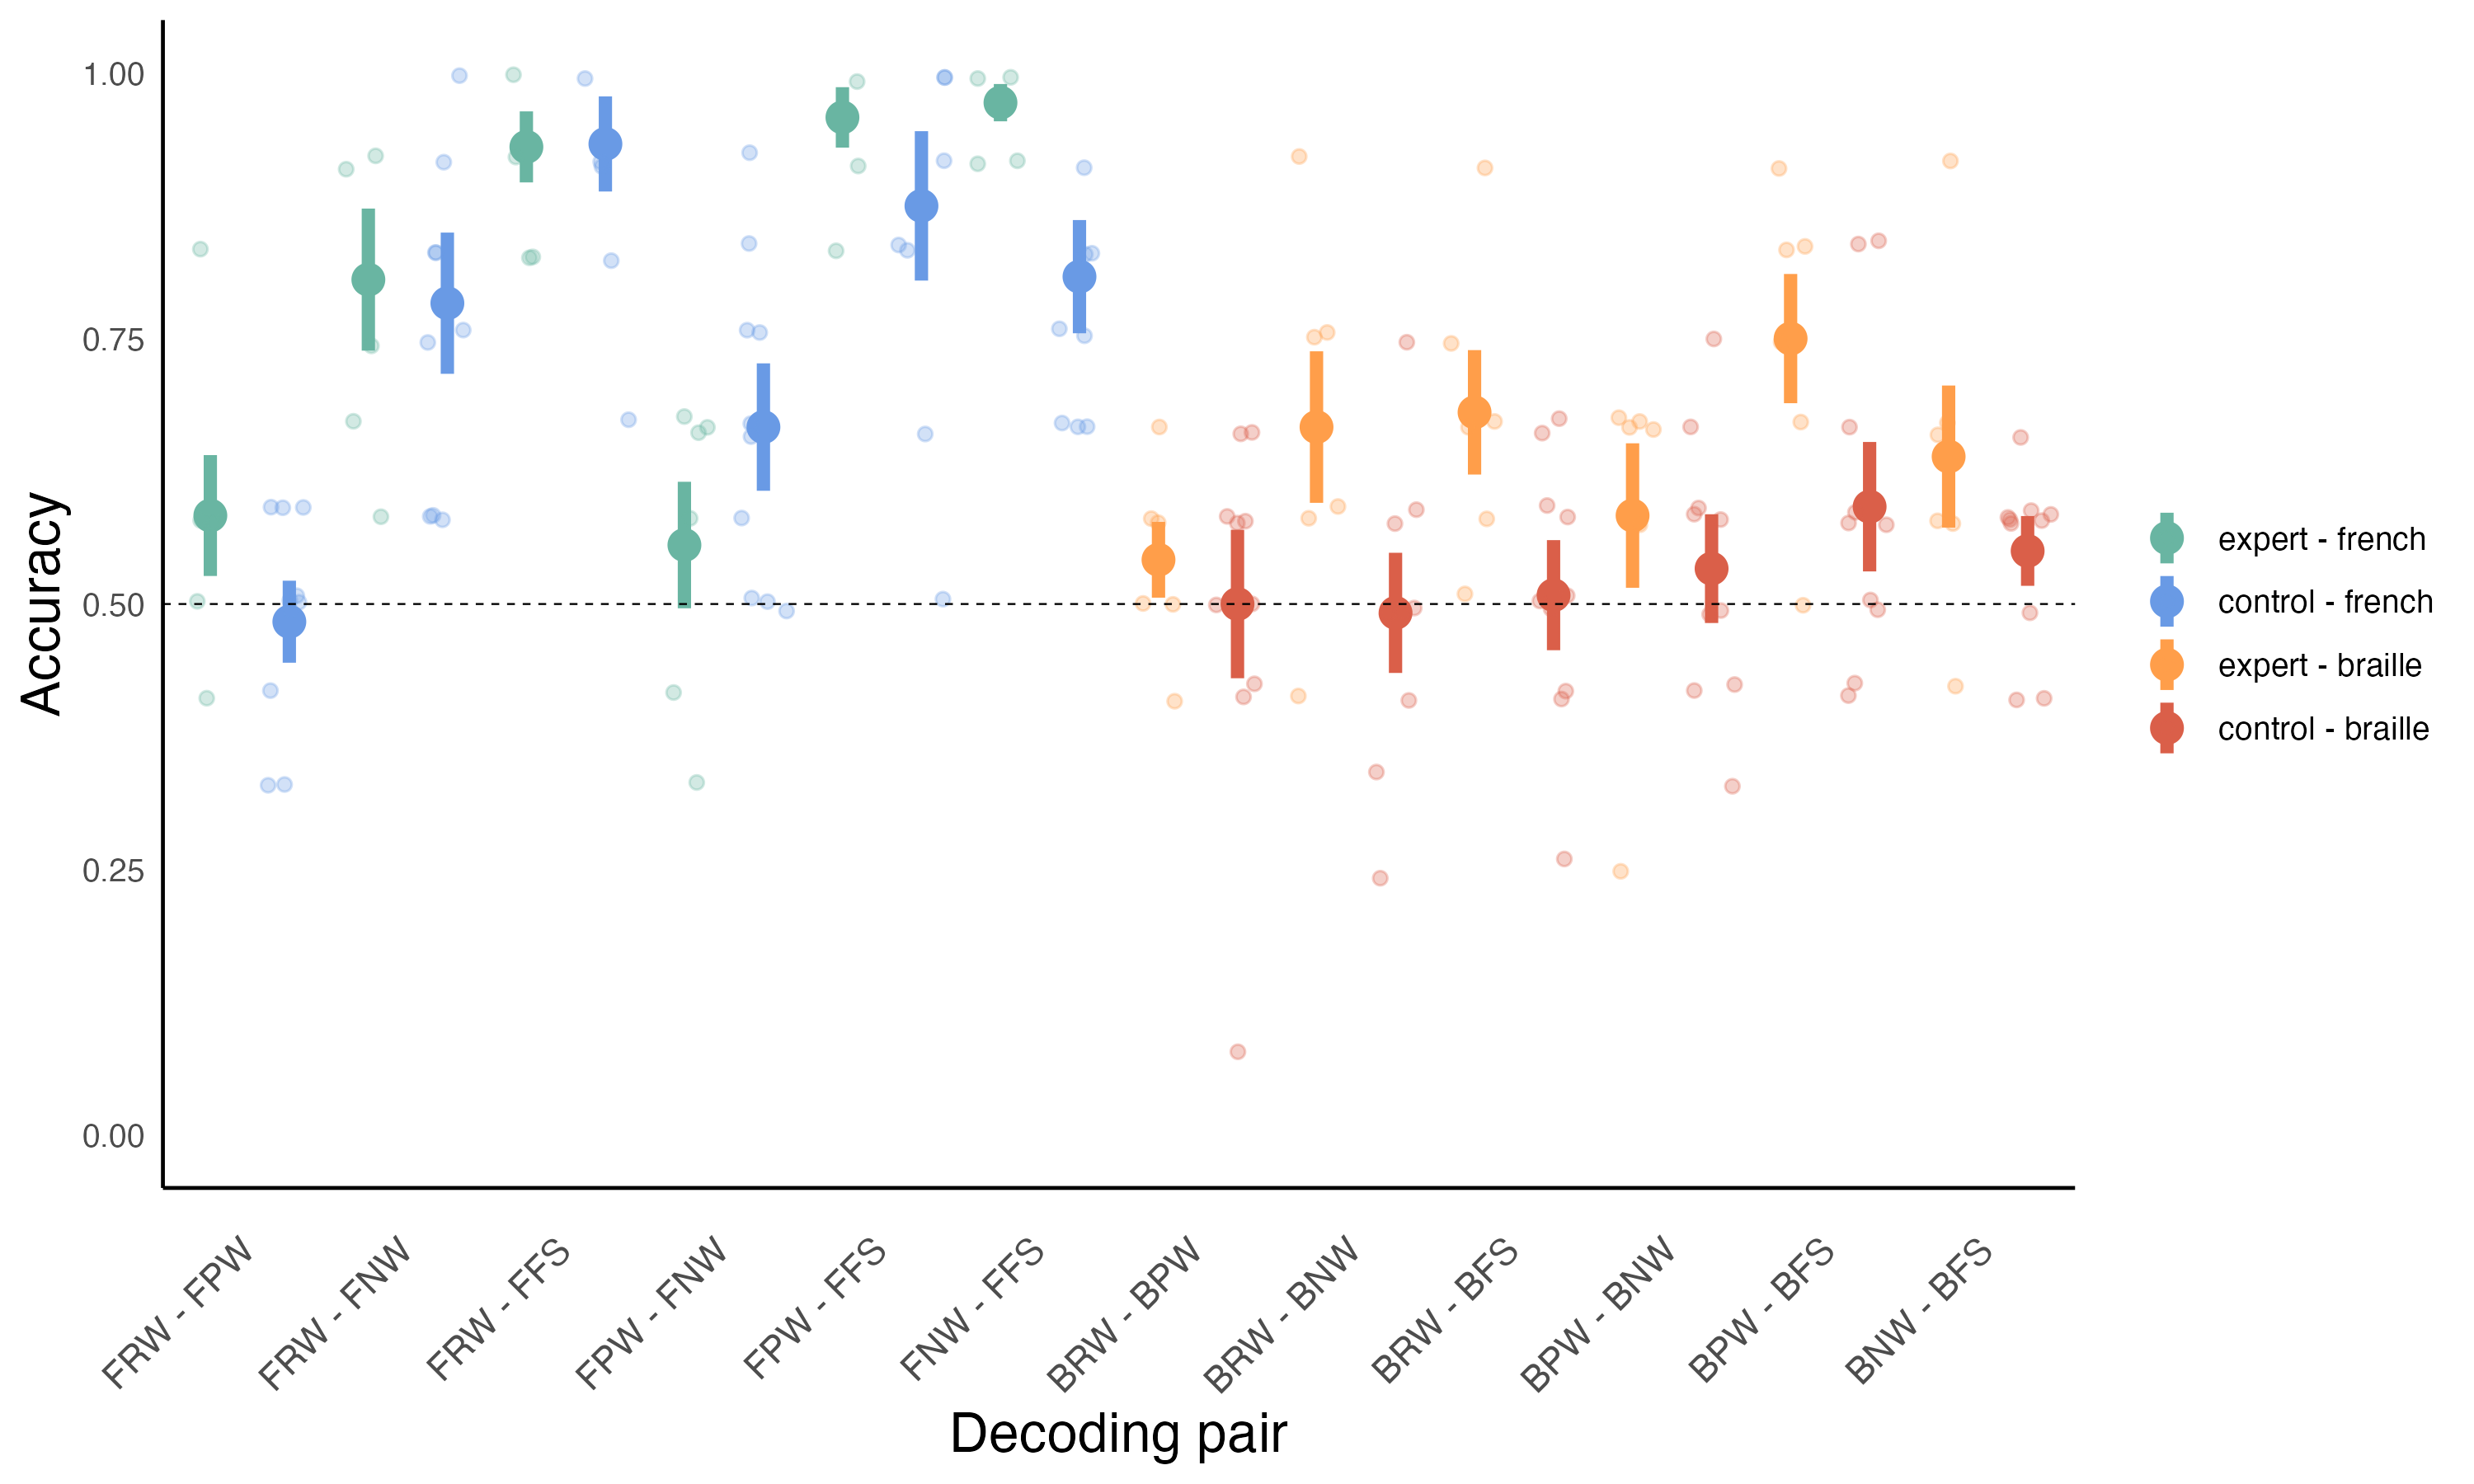 Accuracy
1.00
0.75
0.50
0.25
0.00
FRW - FPW
FRW - FNW
FRW - FFS
FPW - FNW
FPW - FFS
FNW - FFS
BRW - BPW
BRW - BNW
BRW - BFS
BPW - BNW
BPW - BFS
BNW - BFS
Decoding pair
expert - french
control - french
expert - braille
control - braille